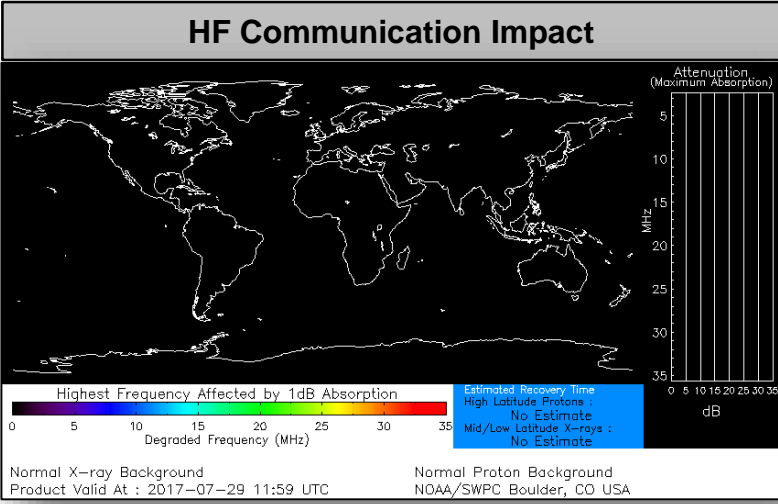 HF Communication Impact
Attenuation
(Maximum Absorption)
5
10
15
20
25
30
35
MHz
0 5 10 15 20 25 30 35
dB
Highest Frequency Affected by 1dB Absorption
0 5 10 15 20 25 30 35
Degraded Frequency (MHz)
Estimated Recovery Time
High Latitude Protons :
No Estimate
Mid/Low Latitude X-rays :
No Estimate
Normal X-ray Background
Product Valid At : 2017-07-29 11:59 UTC
Normal Proton Background
NOAA/SWPC Boulder, CO USA